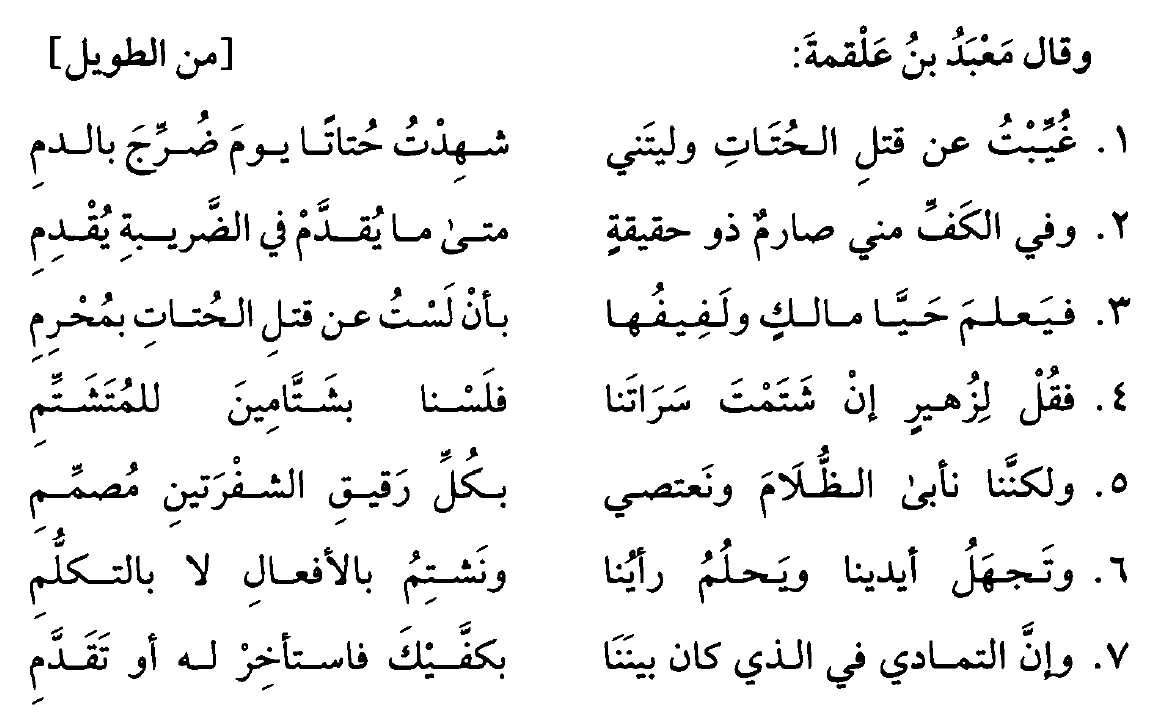 وقال مَعْبَدُ بنُ عَلْقمةَ: [من الطويل]
١. غُيِّبْتُ عن قتلِ الحُتَاتِ وليتَني شهِدْتُ حُتاتًا يومَ ضُرِّجَ بالدمِ
٢. وفي الكَفِّ مني صارمٌ ذو حقيقةٍ متىٰ ما يُقدَّمْ في الضَّريبةِ يُقْدِمِ
٣. فيَعلمَ حَيَّا مالكٍ ولَفِيفُها بأنْ لَسْتُ عن قتلِ الحُتاتِ بمُحْرِمِ
٤. فقُلْ لِزُهيرٍ إنْ شَتَمْتَ سَرَاتَنا فلَسْنا بشَتَّامِينَ للمُتَشَتِّمِ
٥. ولكنَّنا نأبىٰ الظُّلَامَ ونَعتصي بكُلِّ رَقيقِ الشفْرَتينِ مُصمِّمِ
٦. وتَجهَلُ أيدينا ويَحلُمُ رأيُنا ونَشتِمُ بالأفعالِ لا بالتكلُّمِ
٧. وإنَّ التمادي في الذي كان بينَنَا بكفَّيْكَ فاستأخِرْ له أو تَقَدَّمِ